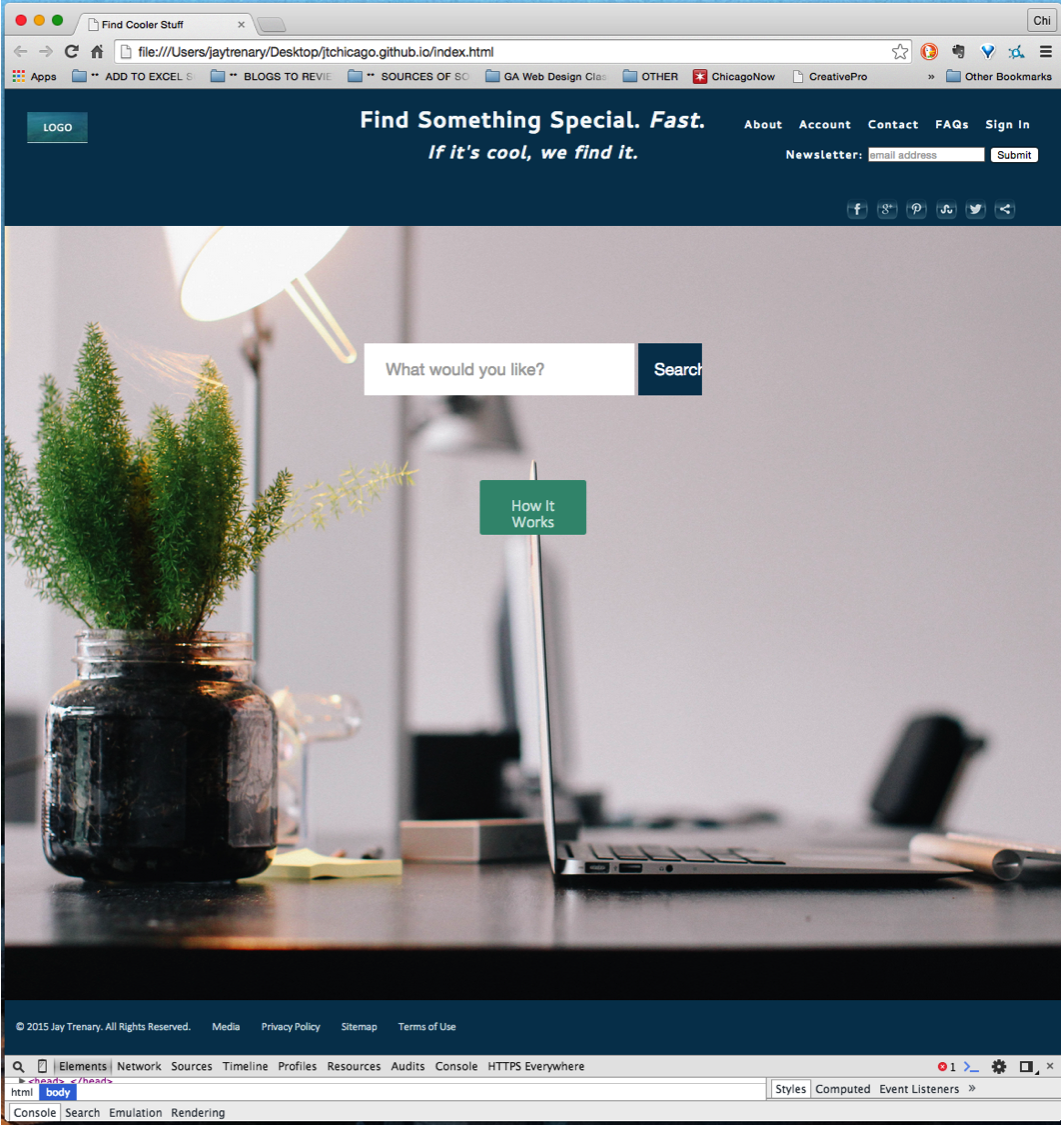 Find Cooler Stuff
Chi
file:///Users/jaytrenary/Desktop/jtchicago.github.io/index.html
Apps ** ADD TO EXCEL S ** BLOGS TO REVIE ** SOURCES OF SO GA Web Design Clas OTHER ChicagoNow CreativePro » Other Bookmarks
LOGO
Find Something Special. Fast.
If it's cool, we find it.
About Account Contact FAQs Sign In
Newsletter: email address Submit
What would you like? Search
How It
Works
© 2015 Jay Trenary. All Rights Reserved. Media Privacy Policy Sitemap Terms of Use
Elements Network Sources Timeline Profiles Resources Audits Console HTTPS Everywhere 1
<head> </head>
html body Styles Computed Event Listeners »
Console Search Emulation Rendering